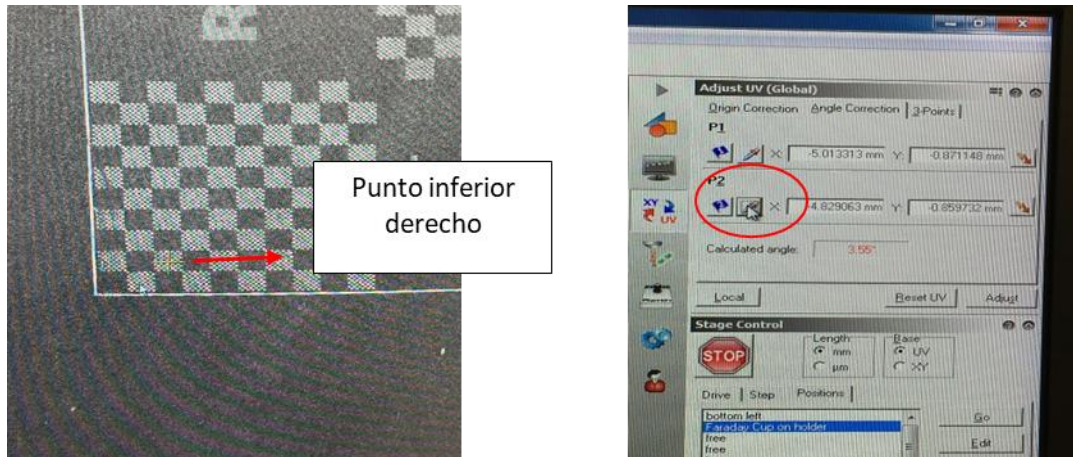 R
Punto inferior
derecho
Adjust UV (Global)
Origin Correction Angle Correction 3-Points
P1
X: -5.013313 mm Y: -0.871148 mm
P2
X: -4.829063 mm Y: -0.859732 mm
XY
UV
Calculated angle: 3.55°
Local Reset UV Adjust
Stage Control
STOP
Length Base
mm UV
µm XY
Drive Step Positions
bottom left
Faraday Cup on holder
free
free
Go
Edit